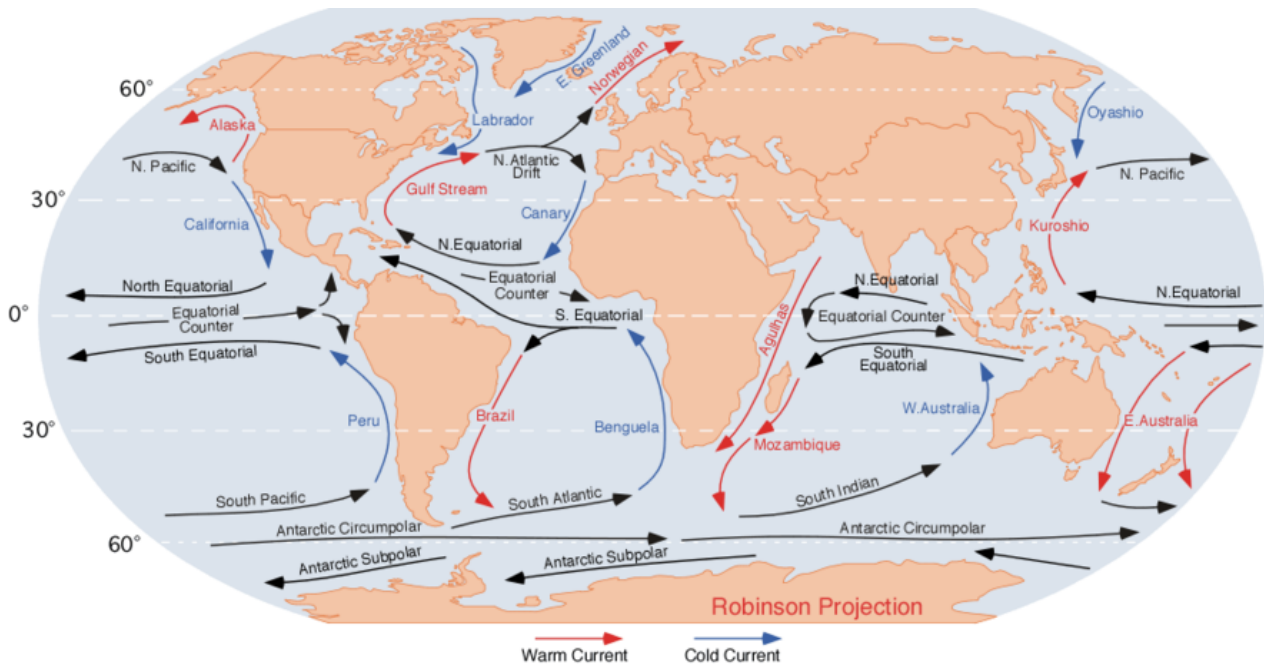 E. Greenland
Norwegian
60°
Labrador
Oyashio
Alaska
N. Pacific
N.Atlantic
Drift
N. Pacific
Gulf Stream
30°
Canary
California
Kuroshio
N.Equatorial
Equatorial
Counter
N.Equatorial
North Equatorial
N.Equatorial
0°
Equatorial
Counter
S. Equatorial
Equatorial Counter
Agulhas
South Equatorial
South
Equatorial
Peru
Brazil
Benguela
W.Australia
E.Australia
30°
Mozambique
South Pacific
South Atlantic
South Indian
Antarctic Circumpolar
Antarctic Circumpolar
60°
Antarctic Subpolar
Antarctic Subpolar
Robinson Projection
Warm Current
Cold Current